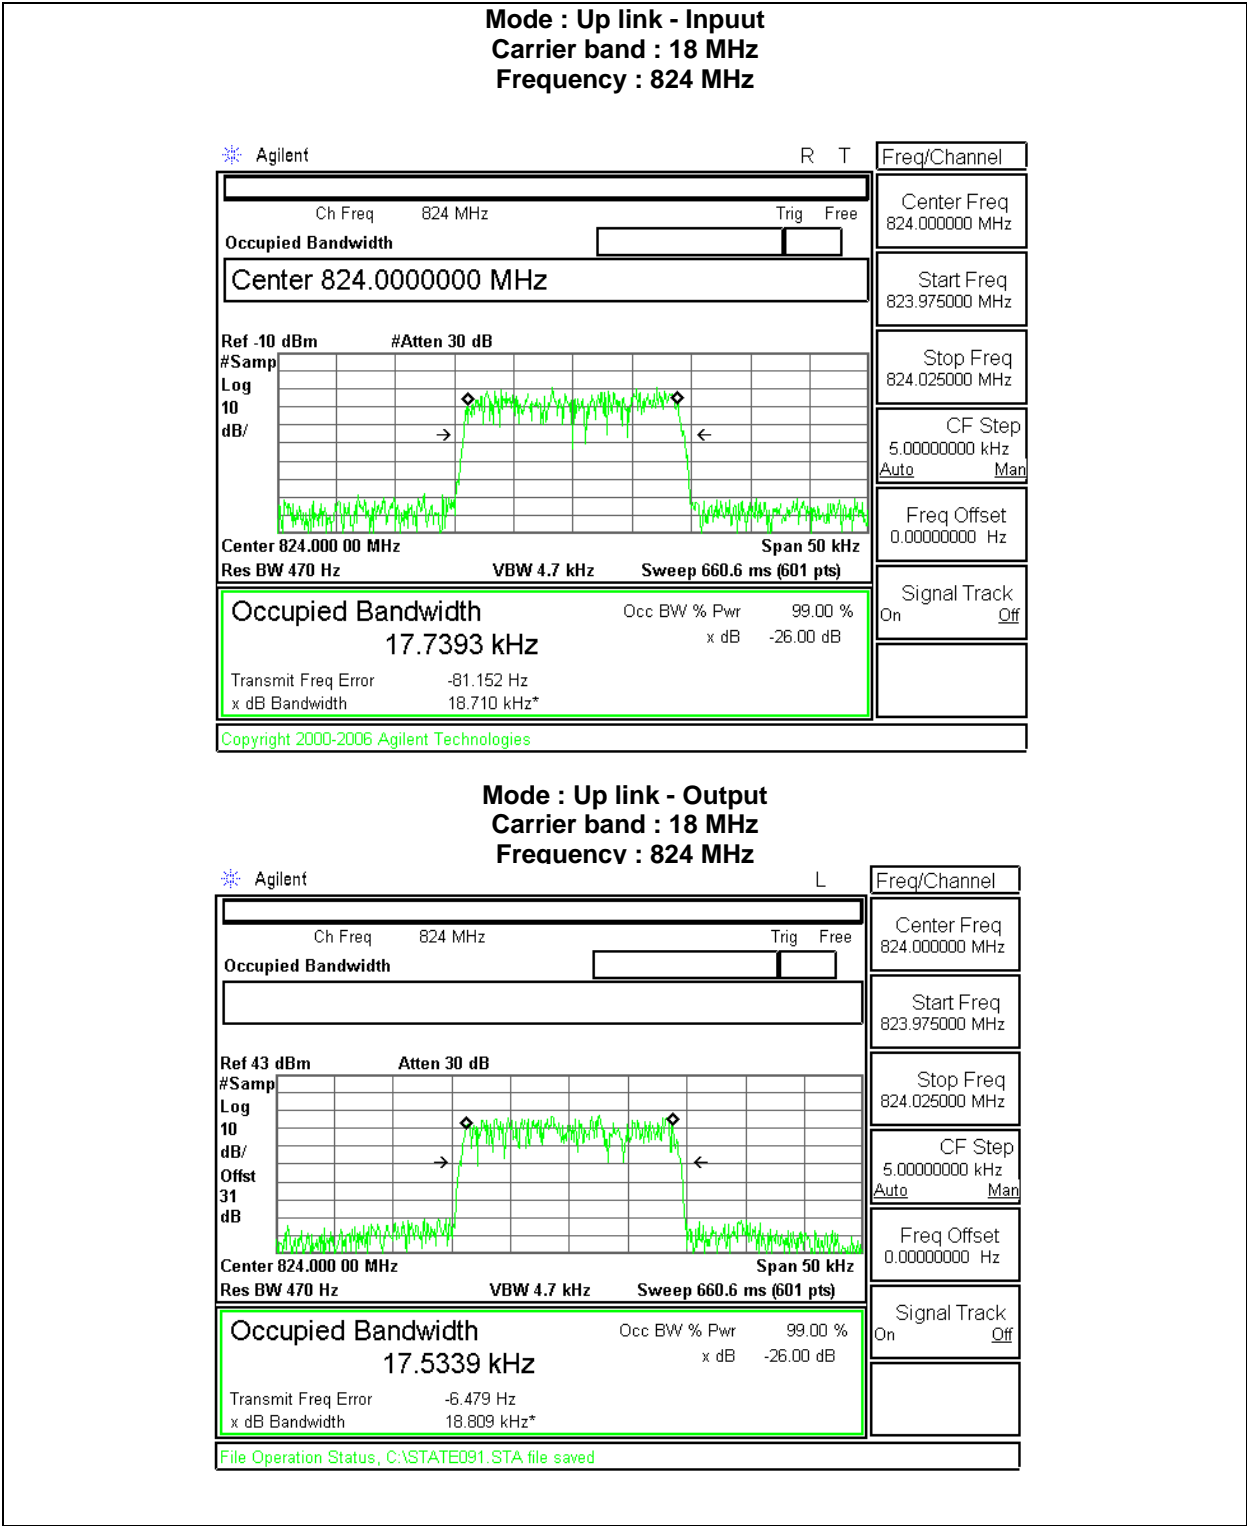 Mode : Up link - Inpuut
Carrier band : 18 MHz
Frequency : 824 MHz
Agilent
R T
Freq/Channel
Ch Freq 824 MHz
Trig Free
Occupied Bandwidth
Center 824.0000000 MHz
Ref -10 dBm #Atten 30 dB
#Samp
Log
10
dB/
Center 824.000 00 MHz Span 50 kHz
Res BW 470 Hz VBW 4.7 kHz Sweep 660.6 ms (601 pts)
Occupied Bandwidth
17.7393 kHz
Occ BW % Pwr 99.00 %
x dB -26.00 dB
Transmit Freq Error -81.152 Hz
x dB Bandwidth 18.710 kHz*
Copyright 2000-2006 Agilent Technologies
Center Freq
824.000000 MHz
Start Freq
823.975000 MHz
Stop Freq
824.025000 MHz
CF Step
5.00000000 kHz
Auto Man
Freq Offset
0.00000000 Hz
Signal Track
On Off
Mode : Up link - Output
Carrier band : 18 MHz
Frequency : 824 MHz
Agilent
L
Freq/Channel
Ch Freq 824 MHz
Trig Free
Occupied Bandwidth
Ref 43 dBm Atten 30 dB
#Samp
Log
10
dB/
Offst
31
dB
Center 824.000 00 MHz Span 50 kHz
Res BW 470 Hz VBW 4.7 kHz Sweep 660.6 ms (601 pts)
Occupied Bandwidth
17.5339 kHz
Occ BW % Pwr 99.00 %
x dB -26.00 dB
Transmit Freq Error -6.479 Hz
x dB Bandwidth 18.809 kHz*
File Operation Status, C:\STATE091.STA file saved
Center Freq
824.000000 MHz
Start Freq
823.975000 MHz
Stop Freq
824.025000 MHz
CF Step
5.00000000 kHz
Auto Man
Freq Offset
0.00000000 Hz
Signal Track
On Off